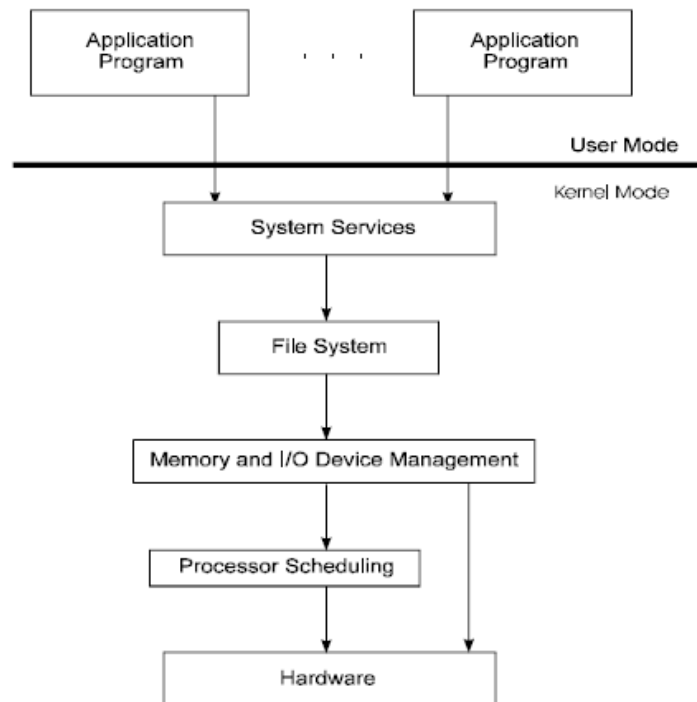 Application
Program
Application
Program
User Mode
Kernel Mode
System Services
File System
Memory and I/O Device Management
Processor Scheduling
Hardware